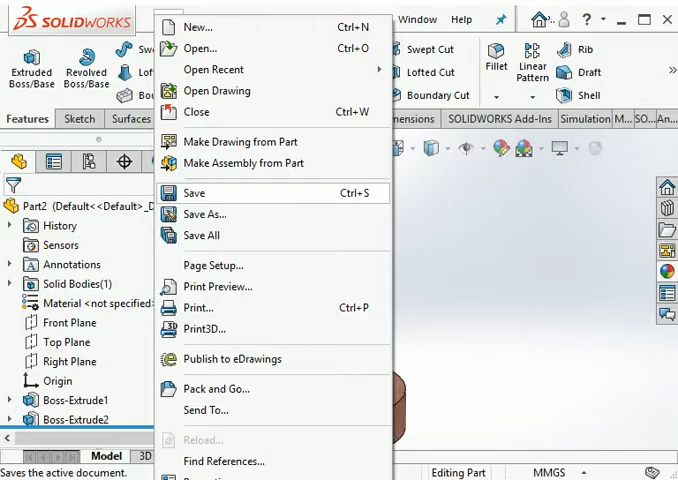 SOLIDWORKS
Window Help ?
Extruded
Boss/Base
Revolved
Boss/Base
New... Ctrl+N
Open... Ctrl+O
Open Recent
Open Drawing
Close Ctrl+W
Make Drawing from Part
Make Assembly from Part
Save Ctrl+S
Save As...
Save All
Page Setup...
Print Preview...
Print... Ctrl+P
Print3D...
Publish to eDrawings
Pack and Go...
Send To...
Reload...
Find References...
Swept Cut
Lofted Cut
Boundary Cut
Fillet
Linear
Pattern
Rib
Draft
Shell
Features Sketch Surfaces
SOLIDWORKS Add-Ins Simulation M... SO... An...
Part2 (Default<<Default>_D
History
Sensors
Annotations
Solid Bodies(1)
Material <not specified>
Front Plane
Top Plane
Right Plane
Origin
Boss-Extrude1
Boss-Extrude2
Model 3D
Saves the active document.
Editing Part MMGS